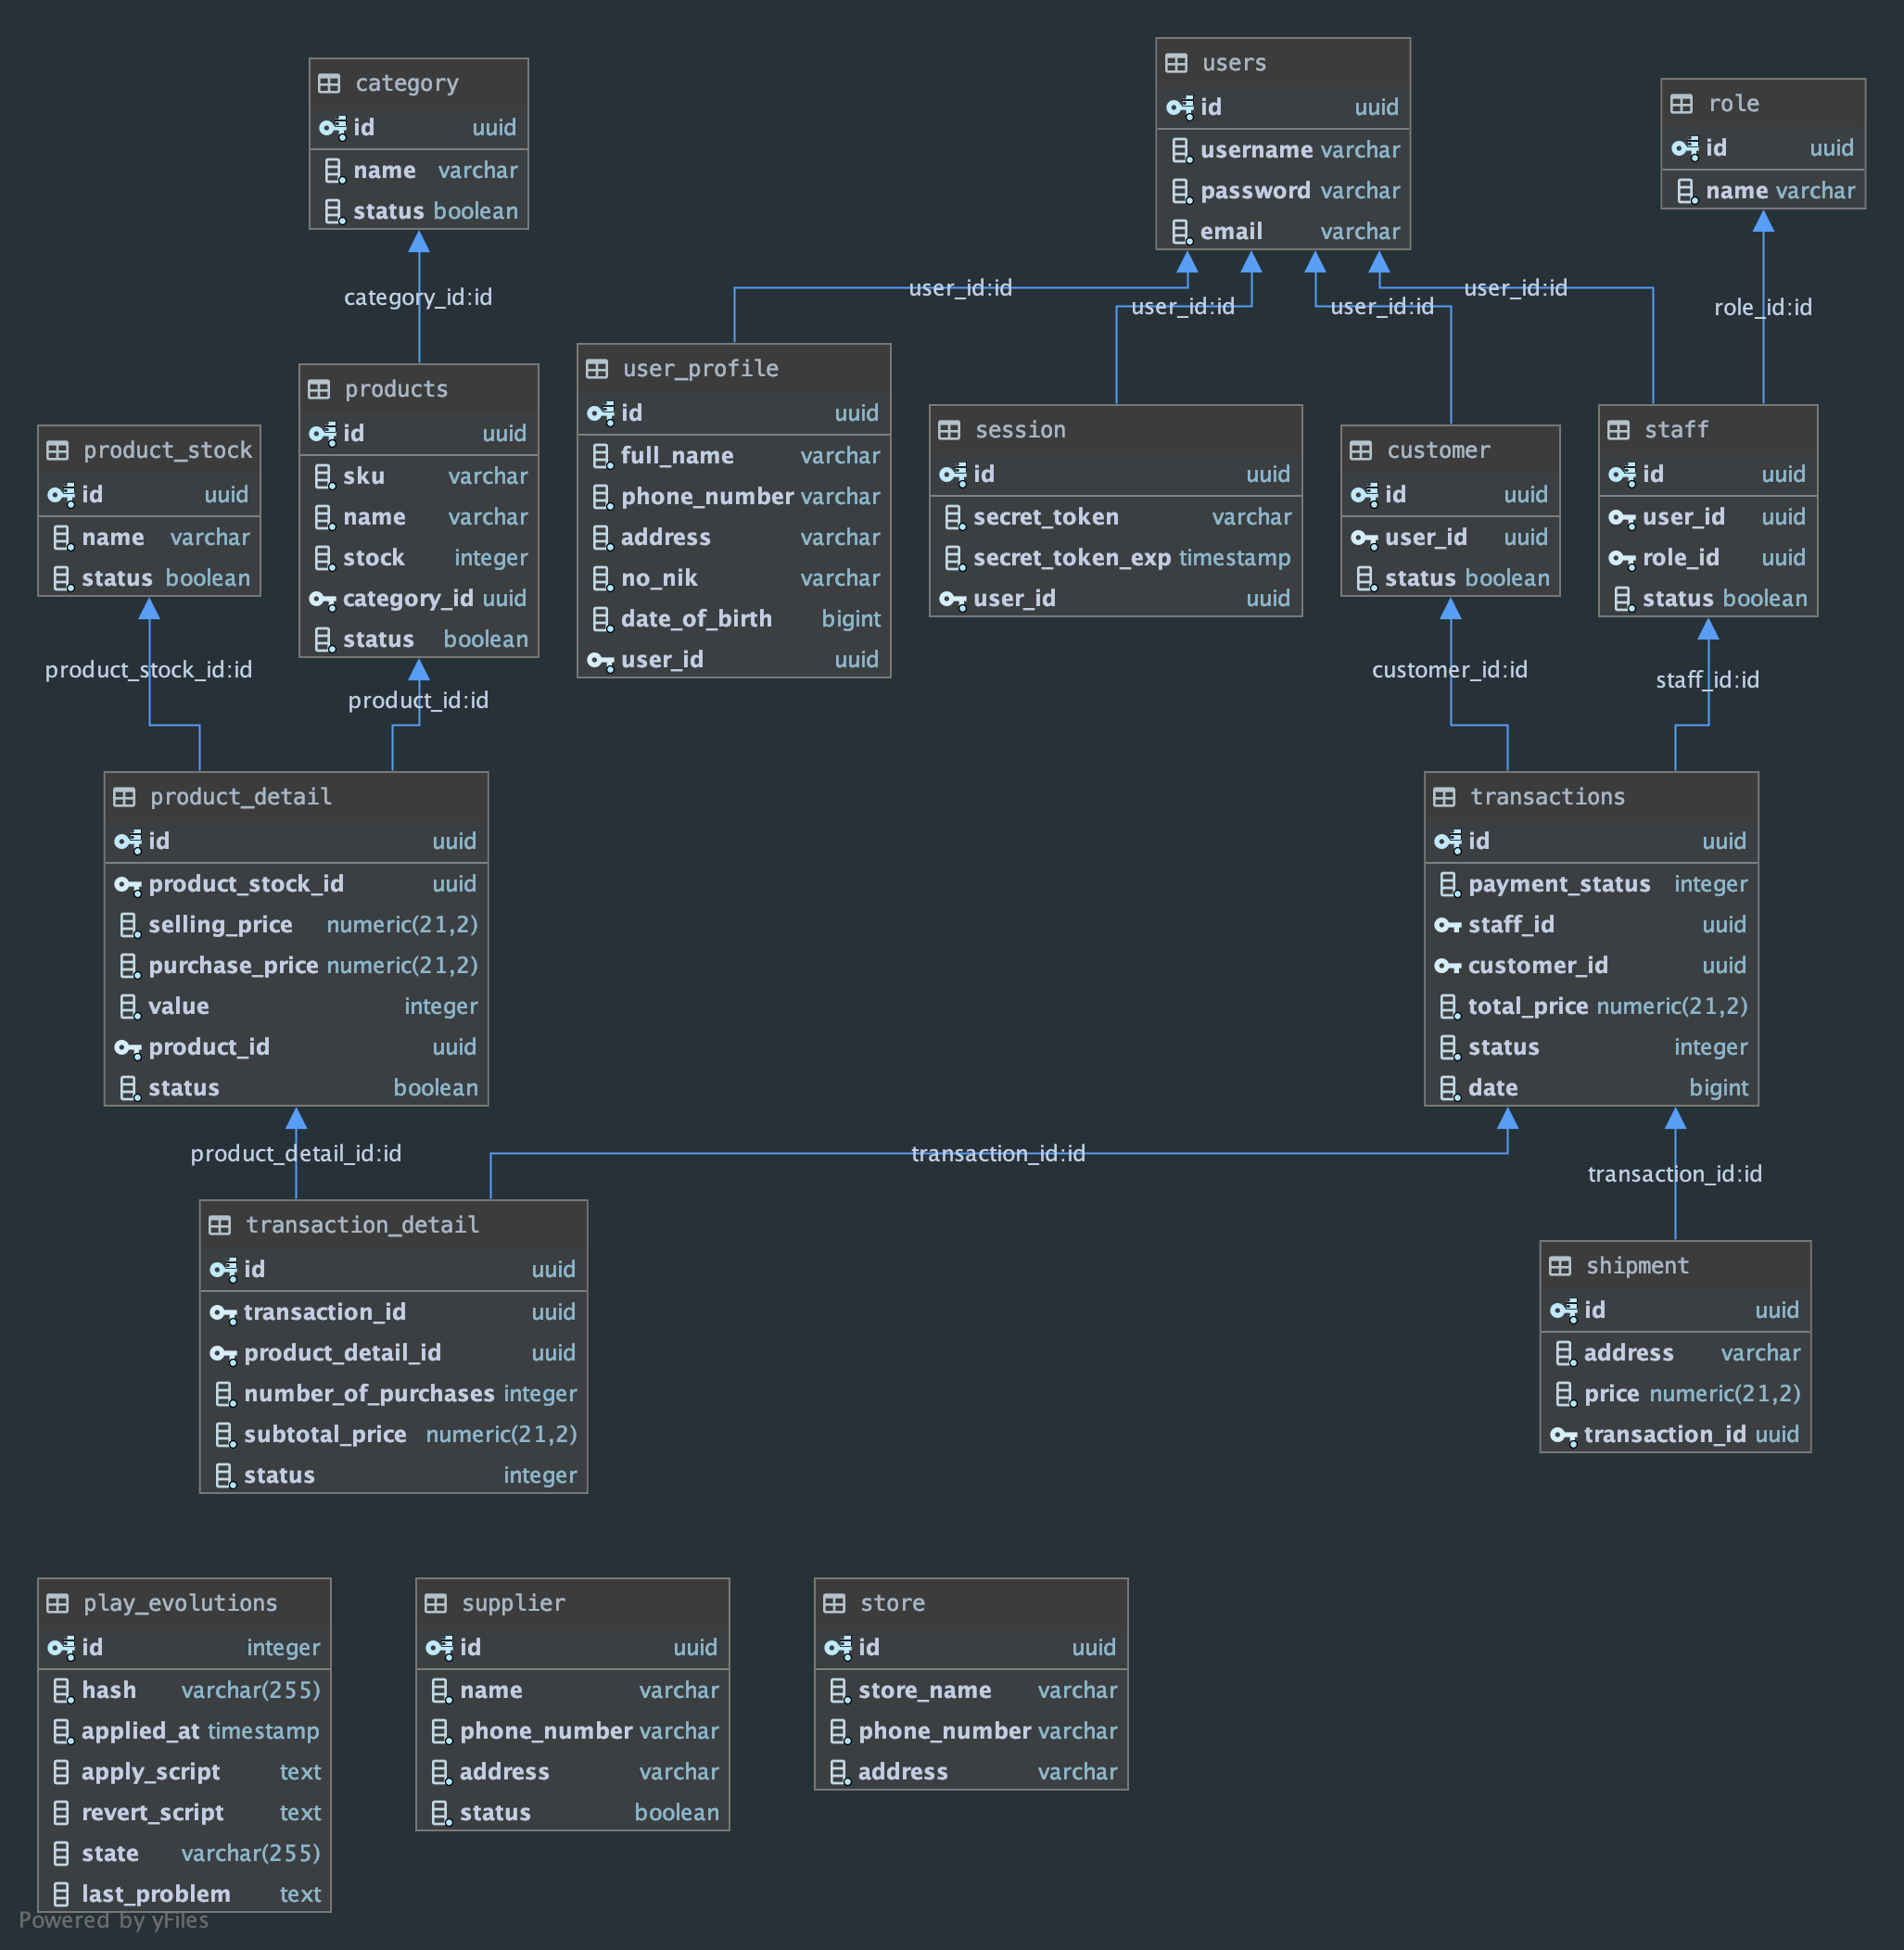 category
id uuid
name varchar
status boolean
users
id uuid
username varchar
password varchar
email varchar
role
id uuid
name varchar
category_id:id
user_id:id
user_id:id
user_id:id
user_id:id
role_id:id
product_stock
id uuid
name varchar
status boolean
products
id uuid
sku varchar
name varchar
stock integer
category_id uuid
status boolean
user_profile
id uuid
full_name varchar
phone_number varchar
address varchar
no_nik varchar
date_of_birth bigint
user_id uuid
session
id uuid
secret_token varchar
secret_token_exp timestamp
user_id uuid
customer
id uuid
user_id uuid
status boolean
staff
id uuid
user_id uuid
role_id uuid
status boolean
product_stock_id:id
product_id:id
customer_id:id
staff_id:id
product_detail
id uuid
product_stock_id uuid
selling_price numeric(21,2)
purchase_price numeric(21,2)
value integer
product_id uuid
status boolean
transactions
id uuid
payment_status integer
staff_id uuid
customer_id uuid
total_price numeric(21,2)
status integer
date bigint
product_detail_id:id
transaction_id:id
transaction_id:id
transaction_detail
id uuid
transaction_id uuid
product_detail_id uuid
number_of_purchases integer
subtotal_price numeric(21,2)
status integer
shipment
id uuid
address varchar
price numeric(21,2)
transaction_id uuid
play_evolutions
id integer
hash varchar(255)
applied_at timestamp
apply_script text
revert_script text
state varchar(255)
last_problem text
supplier
id uuid
name varchar
phone_number varchar
address varchar
status boolean
store
id uuid
store_name varchar
phone_number varchar
address varchar
Powered by yFiles